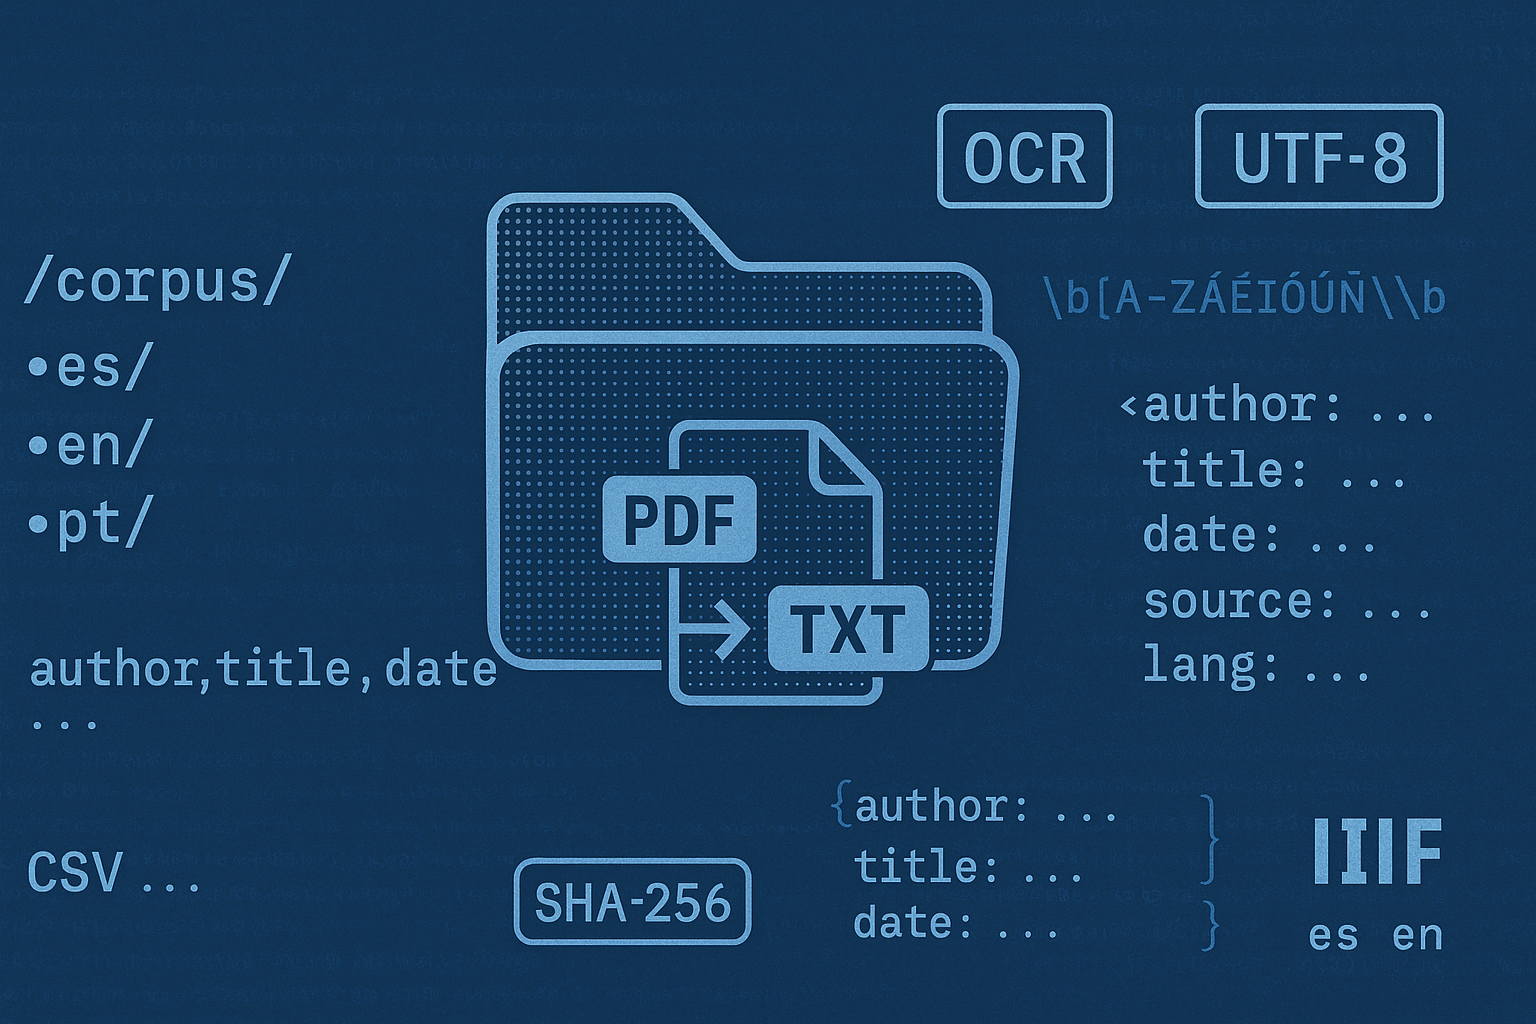 OCR
UTF-8
/corpus/
•es/
•en/
•pt/
\b[A-ZÁÉIÓÚÑ\\b
<author: ...
title: ...
date: ...
source: ...
lang: ...
PDF
TXT
author,title,date
...
CSV ...
SHA-256
{author: ... }
title: ...
date: ... }
IIIF
es en